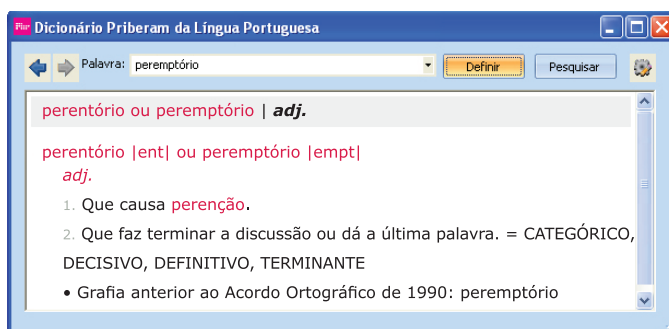 FLiP Dicionário Priberam da Língua Portuguesa
Palavra: peremptório Definir Pesquisar
perentório ou peremptório | adj.
perentório |ent| ou peremptório |empt|
adj.
1. Que causa perenção.
2. Que faz terminar a discussão ou dá a última palavra. = CATEGÓRICO,
DECISIVO, DEFINITIVO, TERMINANTE
• Grafia anterior ao Acordo Ortográfico de 1990: peremptório